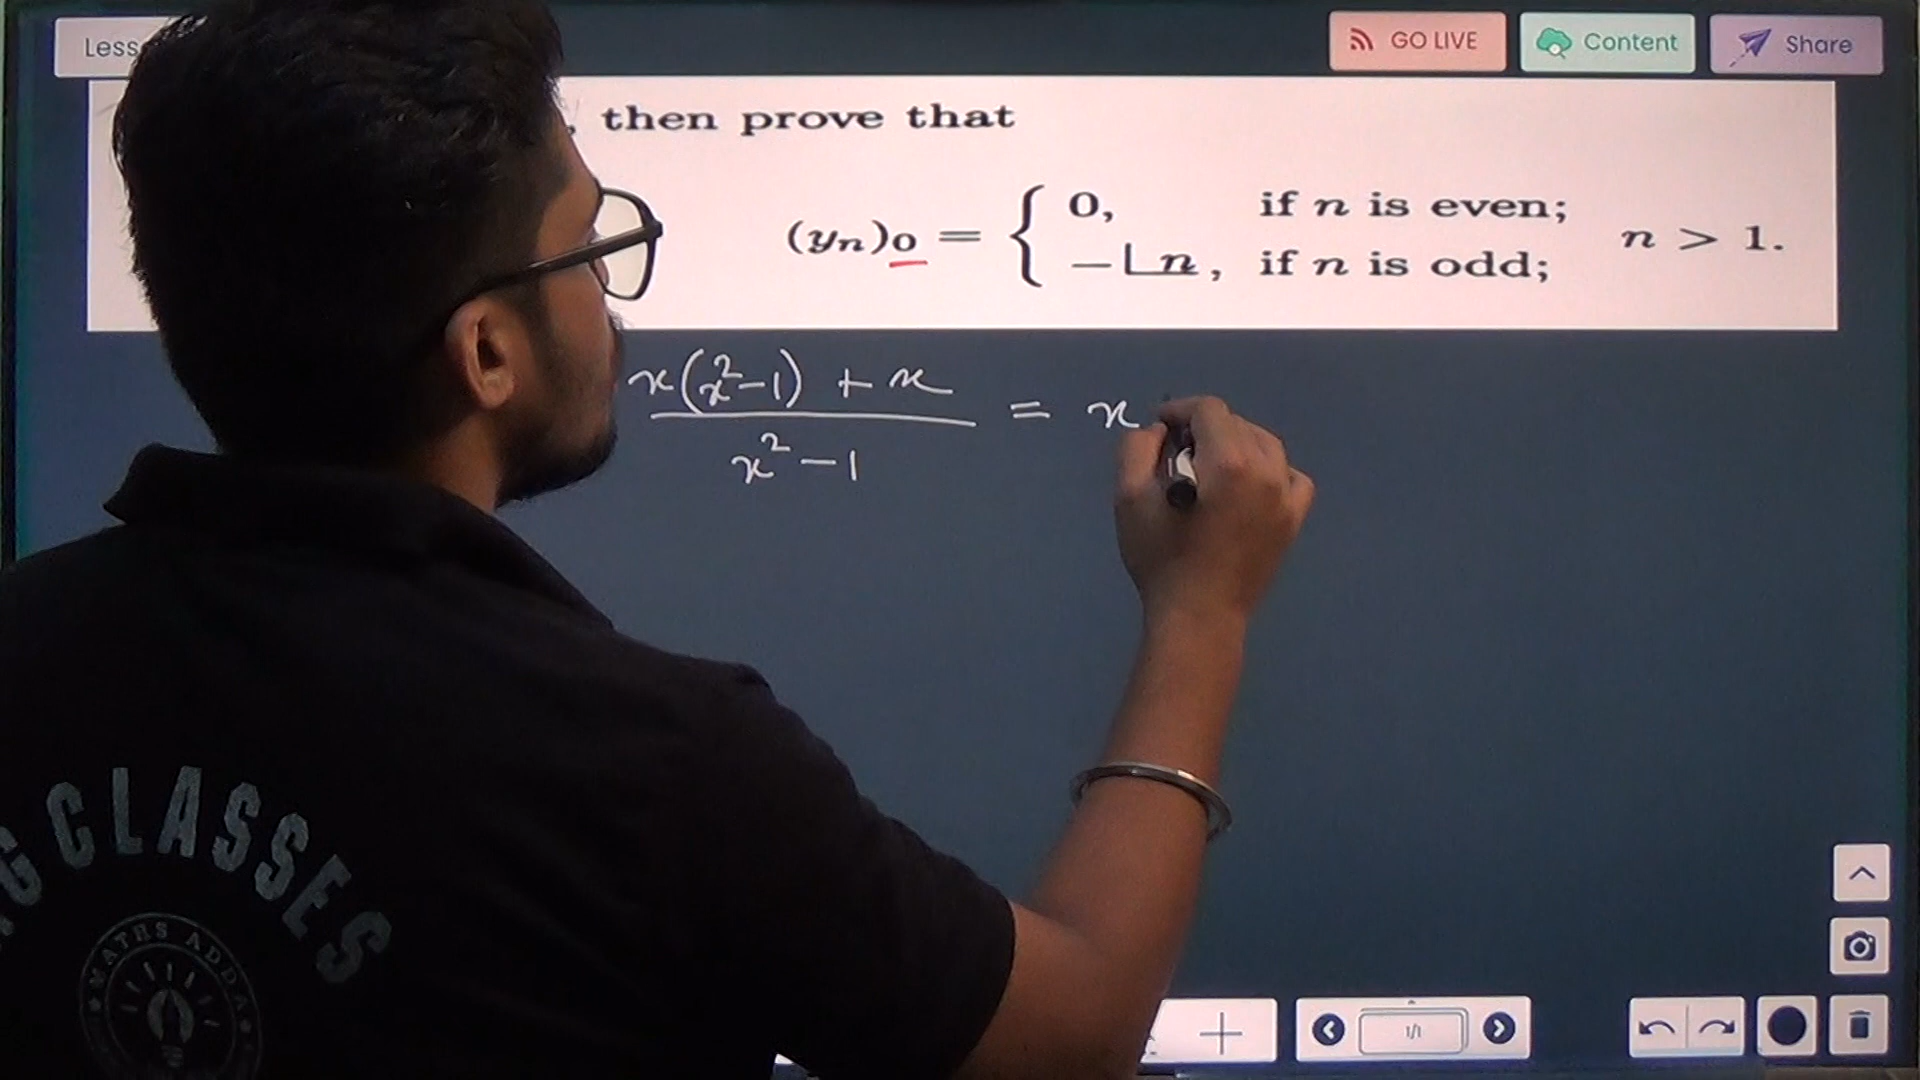 GO LIVE Content Share
, then prove that
(yₙ)₀ = { 0, if n is even; n > 1.
−⌊n, if n is odd;
x(x²−1) + x / x²−1 = x
CLASSES
MATHS ADDA
1/1